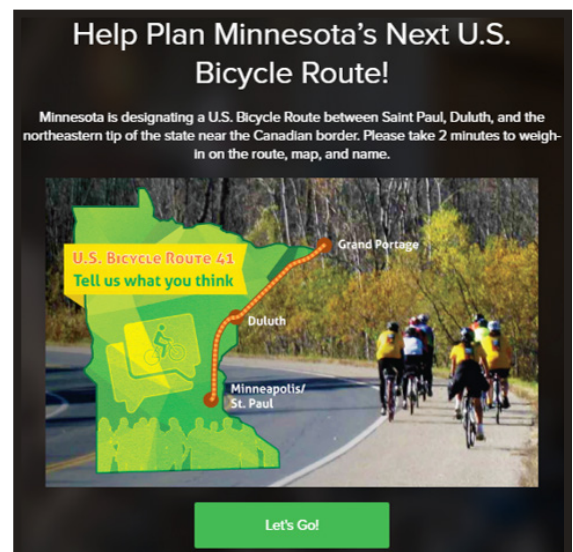 Help Plan Minnesota's Next U.S.
Bicycle Route!
Minnesota is designating a U.S. Bicycle Route between Saint Paul, Duluth, and the
northeastern tip of the state near the Canadian border. Please take 2 minutes to weigh-
in on the route, map, and name.
U.S. Bicycle Route 41
Tell us what you think
Grand Portage
Duluth
Minneapolis/
St. Paul
Let's Go!